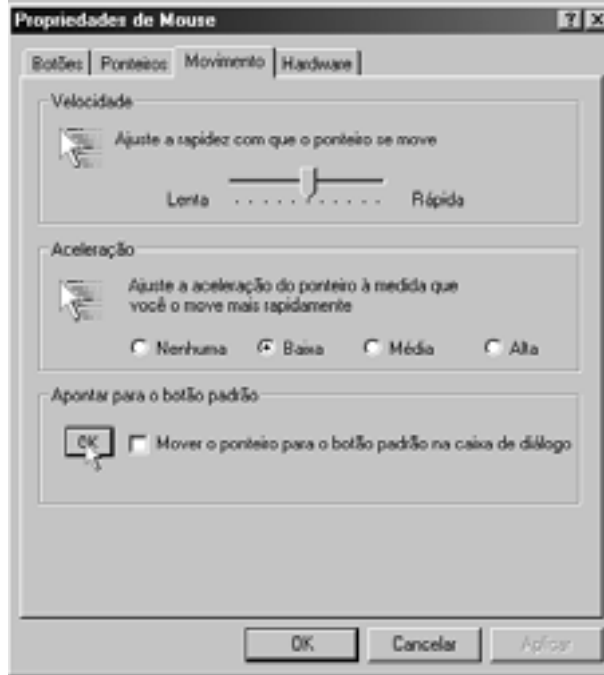 Propriedades de Mouse
Botões Ponteiros Movimento Hardware
Velocidade
Ajuste a rapidez com que o ponteiro se move
Lenta Rápida
Aceleração
Ajuste a aceleração do ponteiro à medida que
você o move mais rapidamente
Nenhuma Baixa Média Alta
Apontar para o botão padrão
OK Mover o ponteiro para o botão padrão na caixa de diálogo
OK Cancelar Aplicar